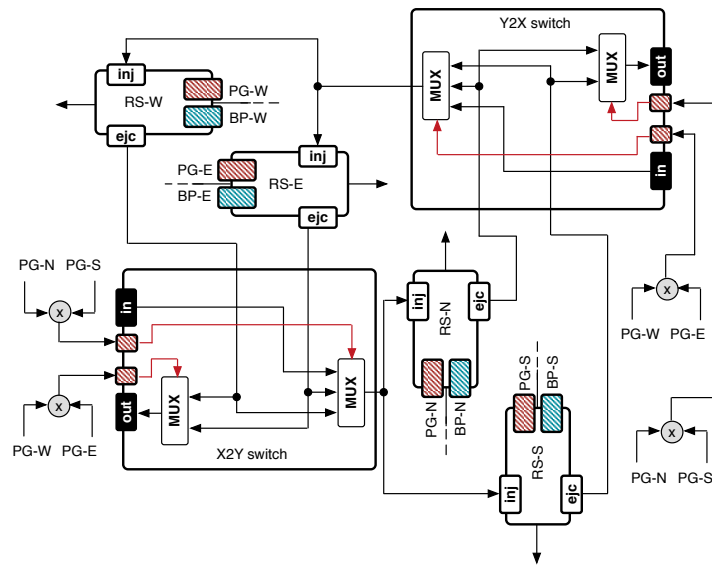 Y2X switch
inj
RS-W
PG-W
BP-W
ejc
MUX
MUX
out
in
PG-E
BP-E
inj
RS-E
ejc
PG-N PG-S
x
in
out
MUX
MUX
X2Y switch
PG-W PG-E
x
inj
RS-N
ejc
PG-N
BP-N
PG-S
BP-S
inj
RS-S
ejc
x
PG-W PG-E
x
PG-N PG-S